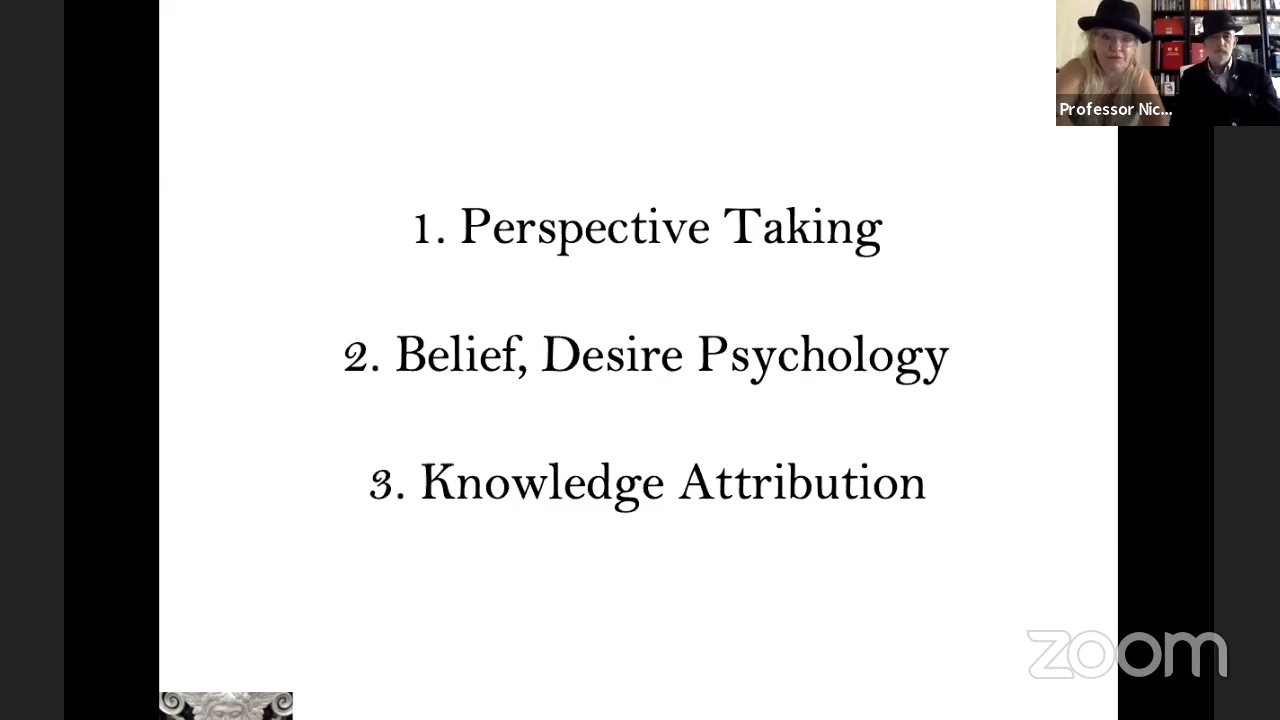 Professor Nic...
1. Perspective Taking
2. Belief, Desire Psychology
3. Knowledge Attribution
zoom